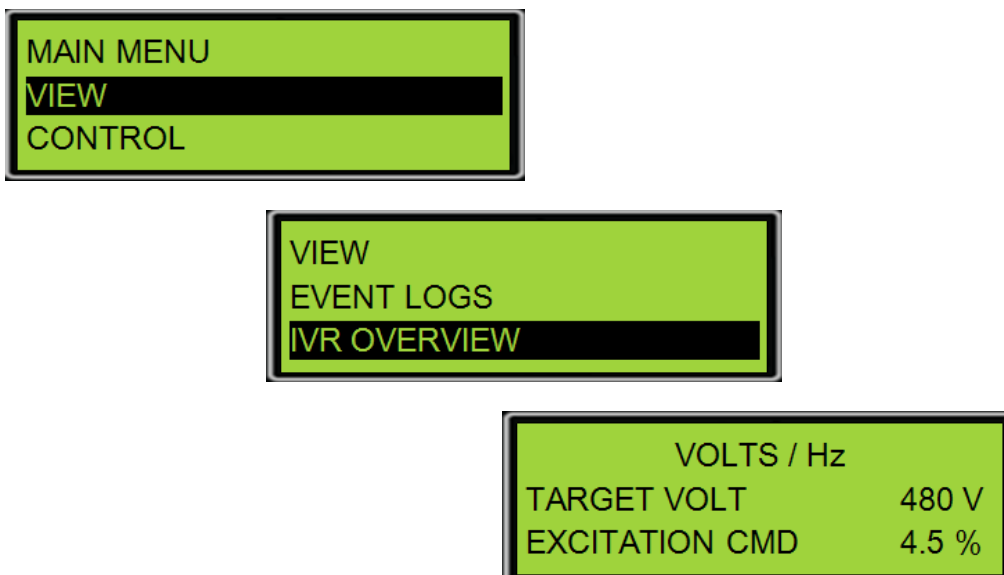 MAIN MENU
VIEW
CONTROL
VIEW
EVENT LOGS
IVR OVERVIEW
VOLTS / Hz
TARGET VOLT 480 V
EXCITATION CMD 4.5 %